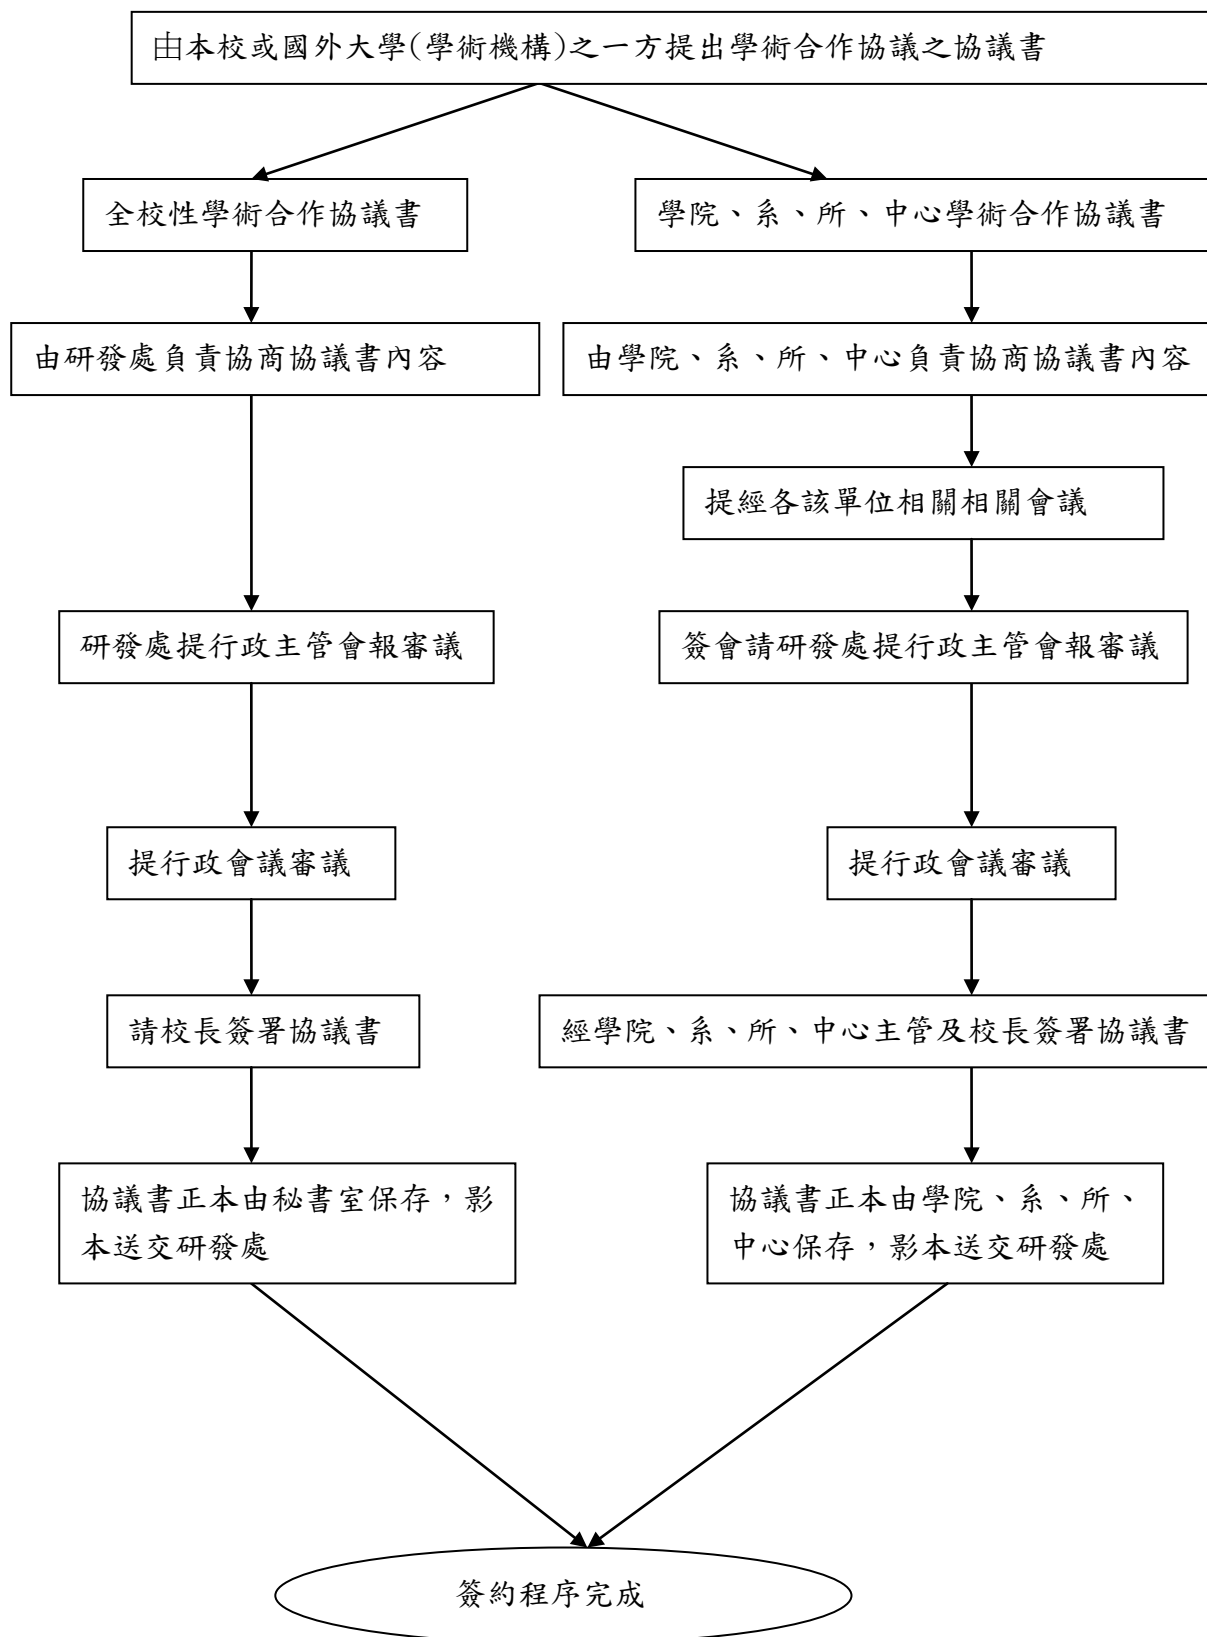 由本校或國外大學(學術機構)之一方提出學術合作協議之協議書
全校性學術合作協議書
學院、系、所、中心學術合作協議書
由研發處負責協商協議書內容
由學院、系、所、中心負責協商協議書內容
提經各該單位相關相關會議
研發處提行政主管會報審議
簽會請研發處提行政主管會報審議
提行政會議審議
提行政會議審議
請校長簽署協議書
經學院、系、所、中心主管及校長簽署協議書
協議書正本由秘書室保存，影
本送交研發處
協議書正本由學院、系、所、
中心保存，影本送交研發處
簽約程序完成